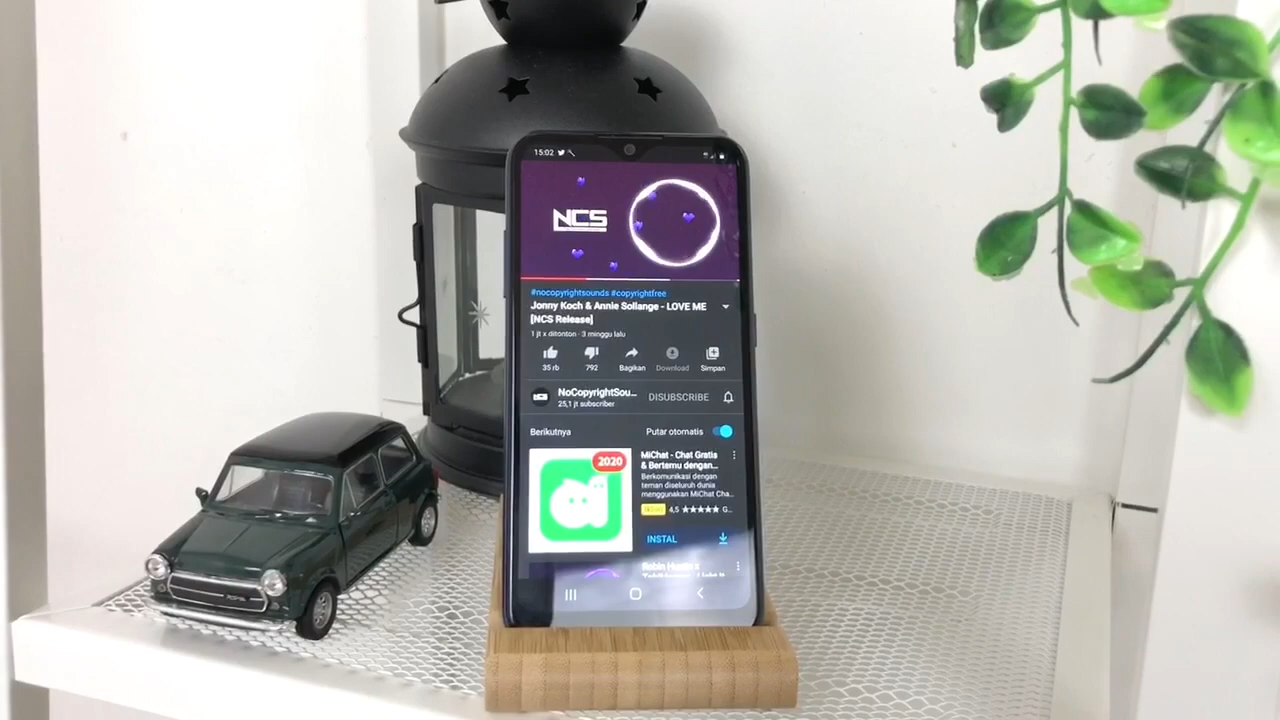 15:02
NCS
#nocopyrightsounds #copyrightfree
Jonny Koch & Annie Sollange - LOVE ME
[NCS Release]
1 jt x ditonton · 3 minggu lalu
35 rb
792
Bagikan
Download
Simpan
NoCopyrightSou...
DISUBSCRIBE
25,1 jt subscriber
Berikutnya
Putar otomatis
2020
MiChat - Chat Gratis
& Bertemu dengan...
Berkomunikasi dengan
teman diseluruh dunia
menggunakan MiChat Cha...
4,5 ★★★★★ G...
INSTAL